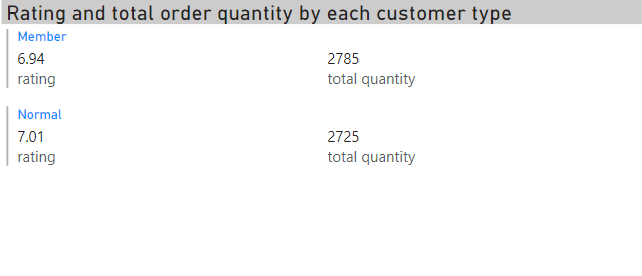 Rating and total order quantity by each customer type
Member
6.94 2785
rating total quantity
Normal
7.01 2725
rating total quantity